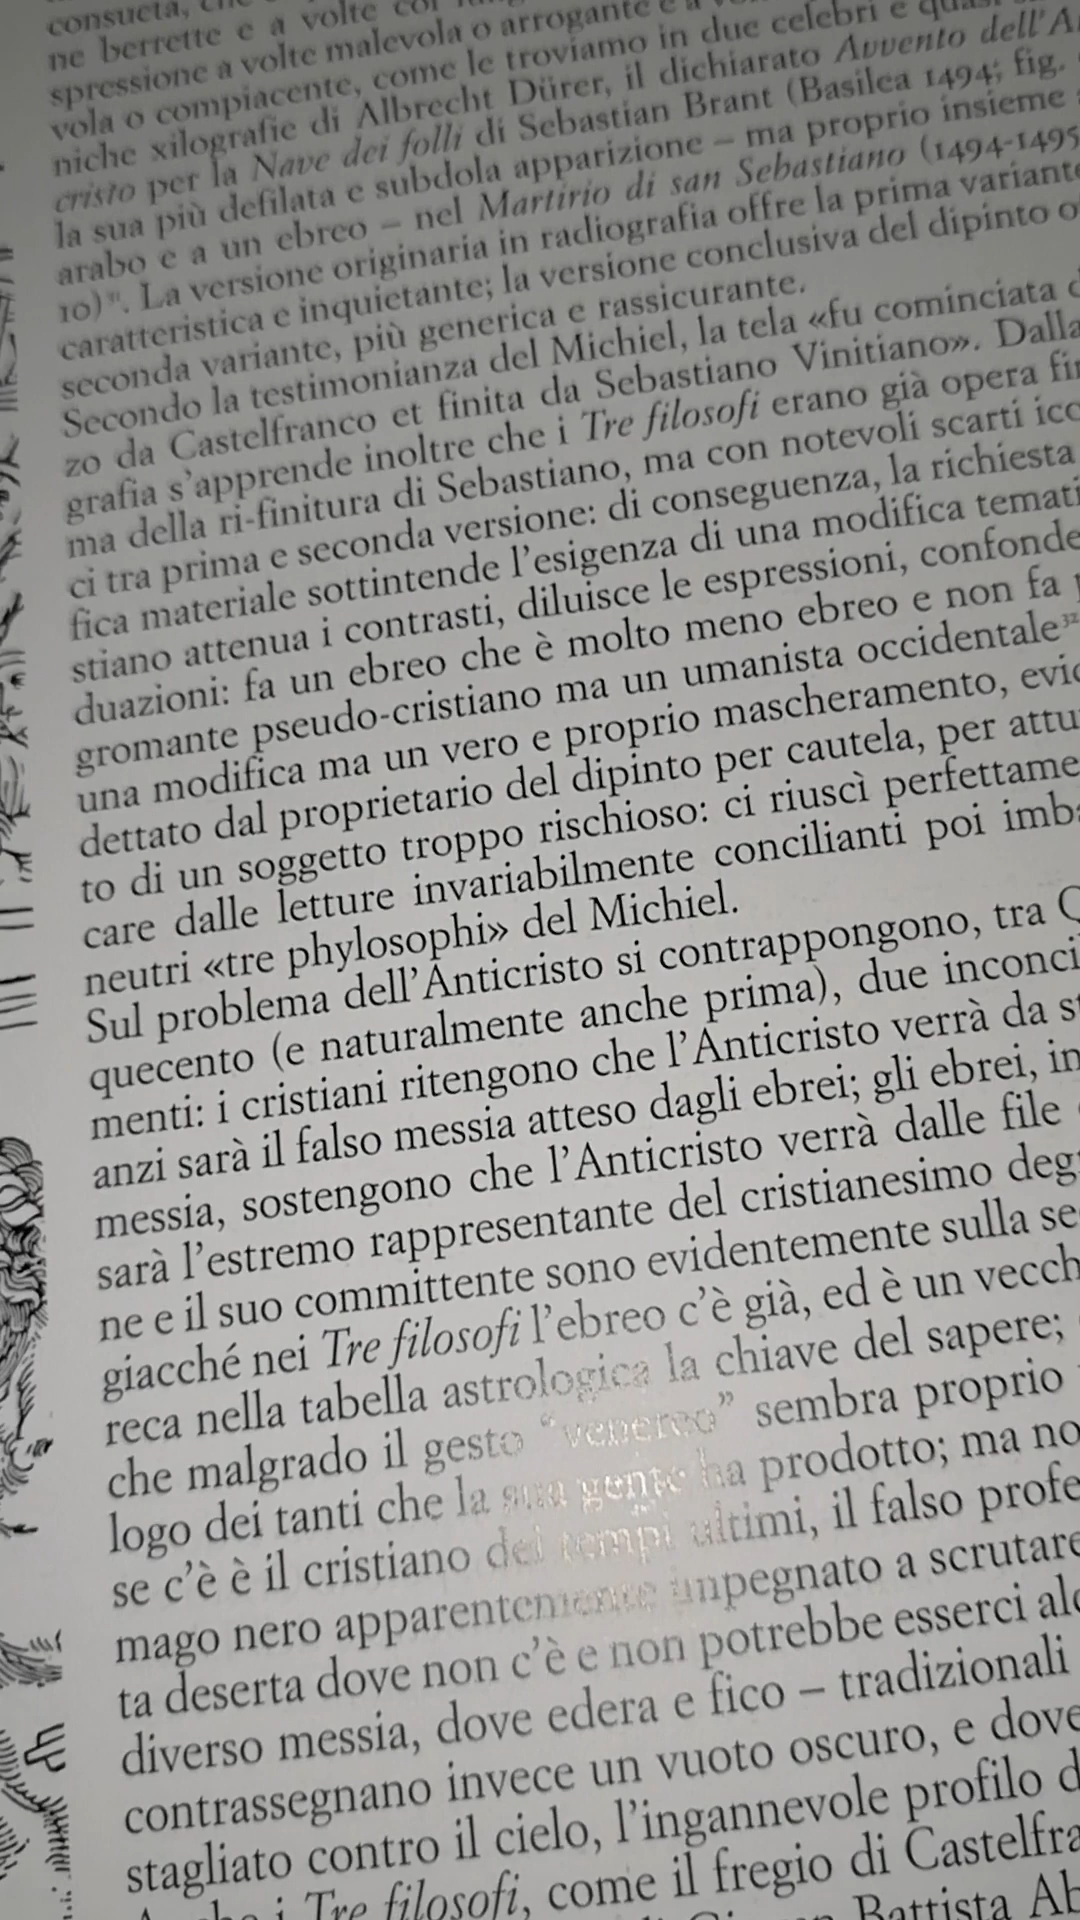 consueta,
ne berrette e a volte
spressione a volte malevola o arrogante e a
vola o compiacente, come le troviamo in due celebri e
niche xilografie di Albrecht Dürer, il dichiarato Avvento dell'A
cristo per la Nave dei folli di Sebastian Brant (Basilea 1494; fig.
la sua più defilata e subdola apparizione – ma proprio insieme
arabo e a un ebreo – nel Martirio di san Sebastiano (1494-1495
10)³¹. La versione originaria in radiografia offre la prima variante
caratteristica e inquietante; la versione conclusiva del dipinto o
seconda variante, più generica e rassicurante.
Secondo la testimonianza del Michiel, la tela «fu cominciata
zo da Castelfranco et finita da Sebastiano Vinitiano». Dalla
grafia s'apprende inoltre che i Tre filosofi erano già opera fin
ma della ri-finitura di Sebastiano, ma con notevoli scarti ico
ci tra prima e seconda versione: di conseguenza, la richiesta
fica materiale sottintende l'esigenza di una modifica temati
stiano attenua i contrasti, diluisce le espressioni, confonde
duazioni: fa un ebreo che è molto meno ebreo e non fa
gromante pseudo-cristiano ma un umanista occidentale³²
una modifica ma un vero e proprio mascheramento, evid
dettato dal proprietario del dipinto per cautela, per attu
to di un soggetto troppo rischioso: ci riuscì perfettame
care dalle letture invariabilmente concilianti poi imba
neutri «tre phylosophi» del Michiel.
Sul problema dell'Anticristo si contrappongono, tra Q
quecento (e naturalmente anche prima), due inconci
menti: i cristiani ritengono che l'Anticristo verrà da s
anzi sarà il falso messia atteso dagli ebrei; gli ebrei, in
messia, sostengono che l'Anticristo verrà dalle file
sarà l'estremo rappresentante del cristianesimo deg
ne e il suo committente sono evidentemente sulla se
giacché nei Tre filosofi l'ebreo c'è già, ed è un vecch
reca nella tabella astrologica la chiave del sapere;
che malgrado il gesto “venereo” sembra proprio
logo dei tanti che la sua gente ha prodotto; ma no
se c'è è il cristiano dei tempi ultimi, il falso profe
mago nero apparentemente impegnato a scrutare
ta deserta dove non c'è e non potrebbe esserci alc
diverso messia, dove edera e fico – tradizionali
contrassegnano invece un vuoto oscuro, e dove
stagliato contro il cielo, l'ingannevole profilo d
i Tre filosofi, come il fregio di Castelfra
Battista Ab